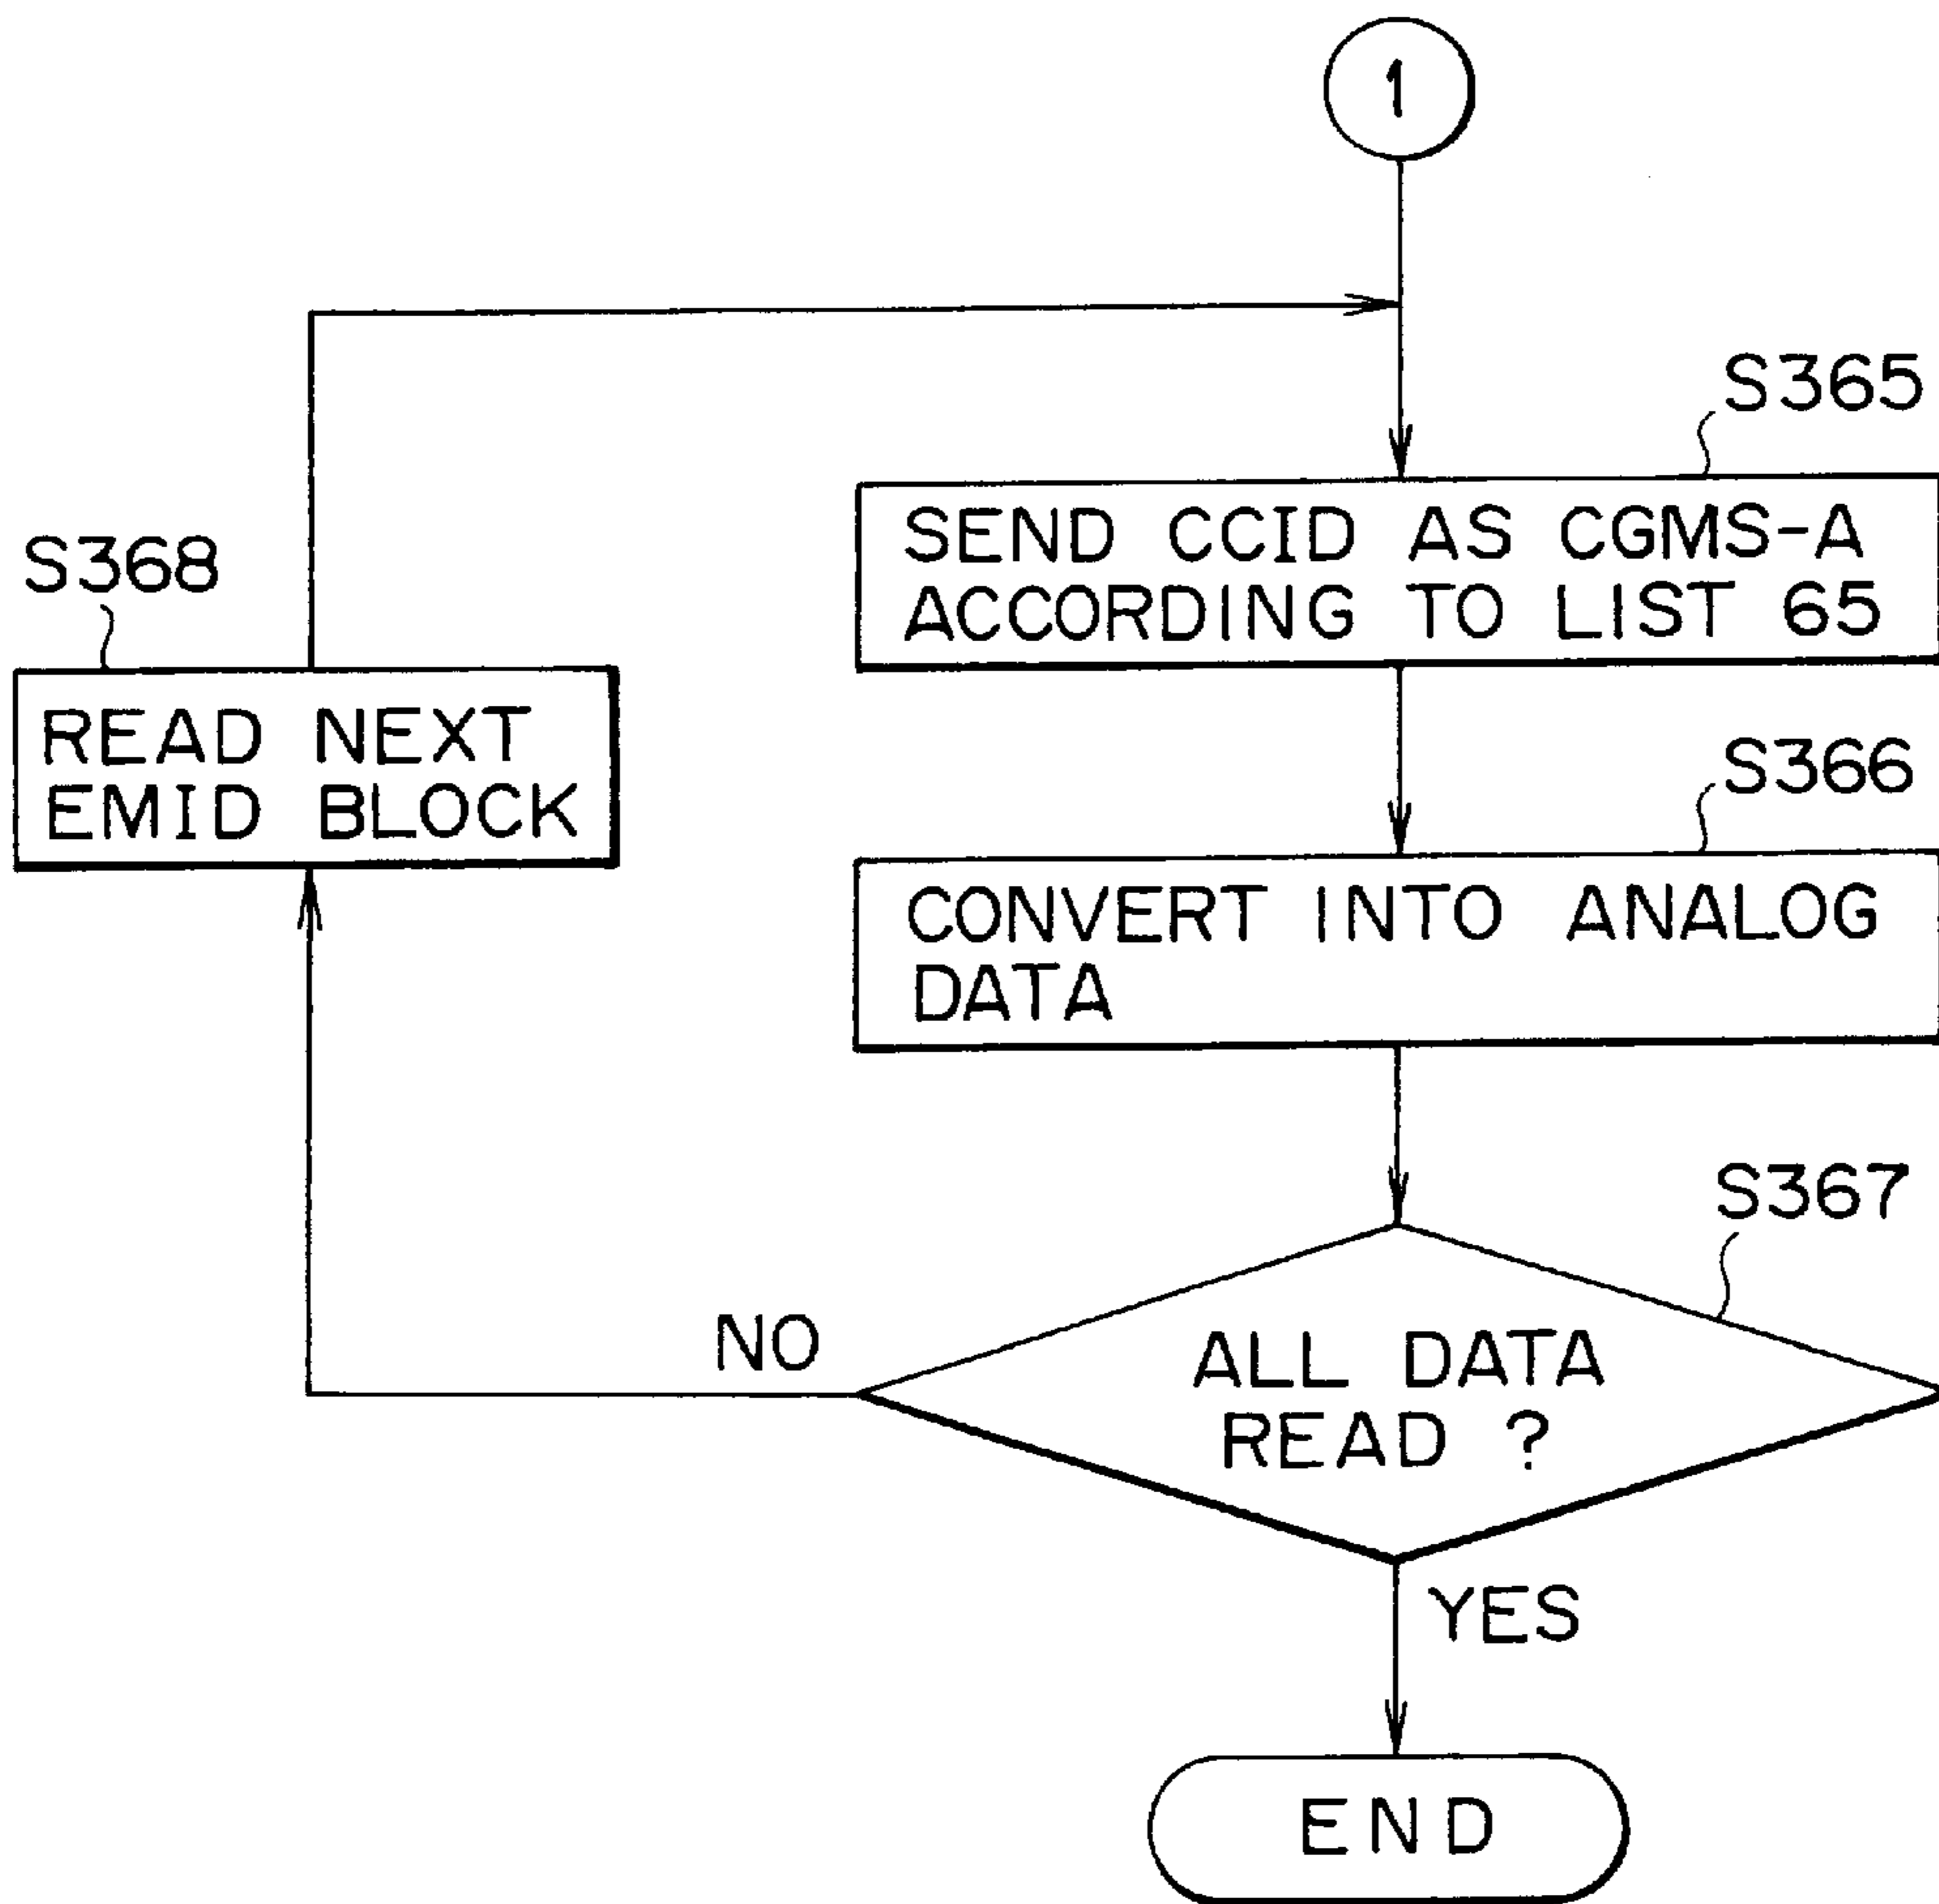 1
S365
SEND CCID AS CGMS-A
ACCORDING TO LIST 65
S368
READ NEXT
EMID BLOCK
S366
CONVERT INTO ANALOG
DATA
S367
NO
ALL DATA
READ ?
YES
END